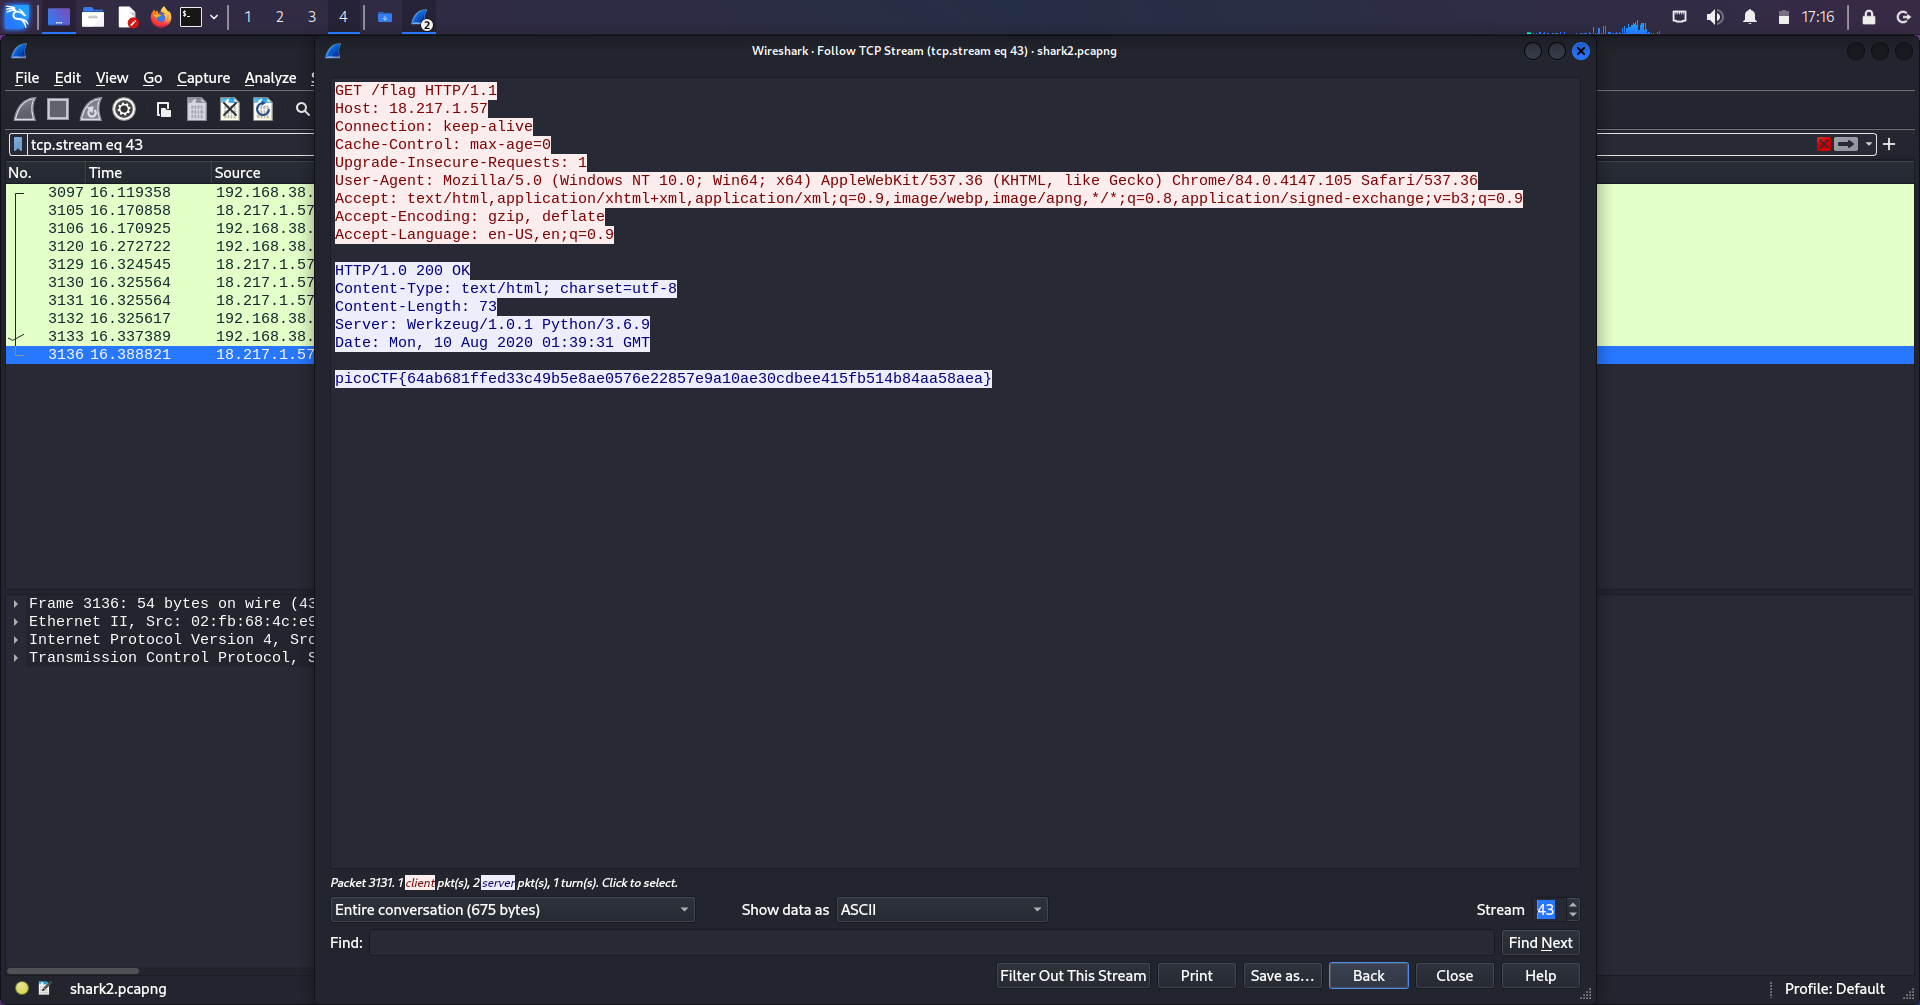 1 2 3 4 2 17:16
Wireshark · Follow TCP Stream (tcp.stream eq 43) · shark2.pcapng
File Edit View Go Capture Analyze
tcp.stream eq 43
No. Time Source
3097 16.119358 192.168.38.
3105 16.170858 18.217.1.57
3106 16.170925 192.168.38.
3120 16.272722 192.168.38.
3129 16.324545 18.217.1.57
3130 16.325564 18.217.1.57
3131 16.325564 18.217.1.57
3132 16.325617 192.168.38.
3133 16.337389 192.168.38.
3136 16.388821 18.217.1.57
Frame 3136: 54 bytes on wire (43
Ethernet II, Src: 02:fb:68:4c:e9
Internet Protocol Version 4, Src
Transmission Control Protocol, S
GET /flag HTTP/1.1
Host: 18.217.1.57
Connection: keep-alive
Cache-Control: max-age=0
Upgrade-Insecure-Requests: 1
User-Agent: Mozilla/5.0 (Windows NT 10.0; Win64; x64) AppleWebKit/537.36 (KHTML, like Gecko) Chrome/84.0.4147.105 Safari/537.36
Accept: text/html,application/xhtml+xml,application/xml;q=0.9,image/webp,image/apng,*/*;q=0.8,application/signed-exchange;v=b3;q=0.9
Accept-Encoding: gzip, deflate
Accept-Language: en-US,en;q=0.9
HTTP/1.0 200 OK
Content-Type: text/html; charset=utf-8
Content-Length: 73
Server: Werkzeug/1.0.1 Python/3.6.9
Date: Mon, 10 Aug 2020 01:39:31 GMT
picoCTF{64ab681ffed33c49b5e8ae0576e22857e9a10ae30cdbee415fb514b84aa58aea}
Packet 3131. 1 client pkt(s), 2 server pkt(s), 1 turn(s). Click to select.
Entire conversation (675 bytes) Show data as ASCII Stream 43
Find: Find Next
Filter Out This Stream Print Save as… Back Close Help
shark2.pcapng Profile: Default